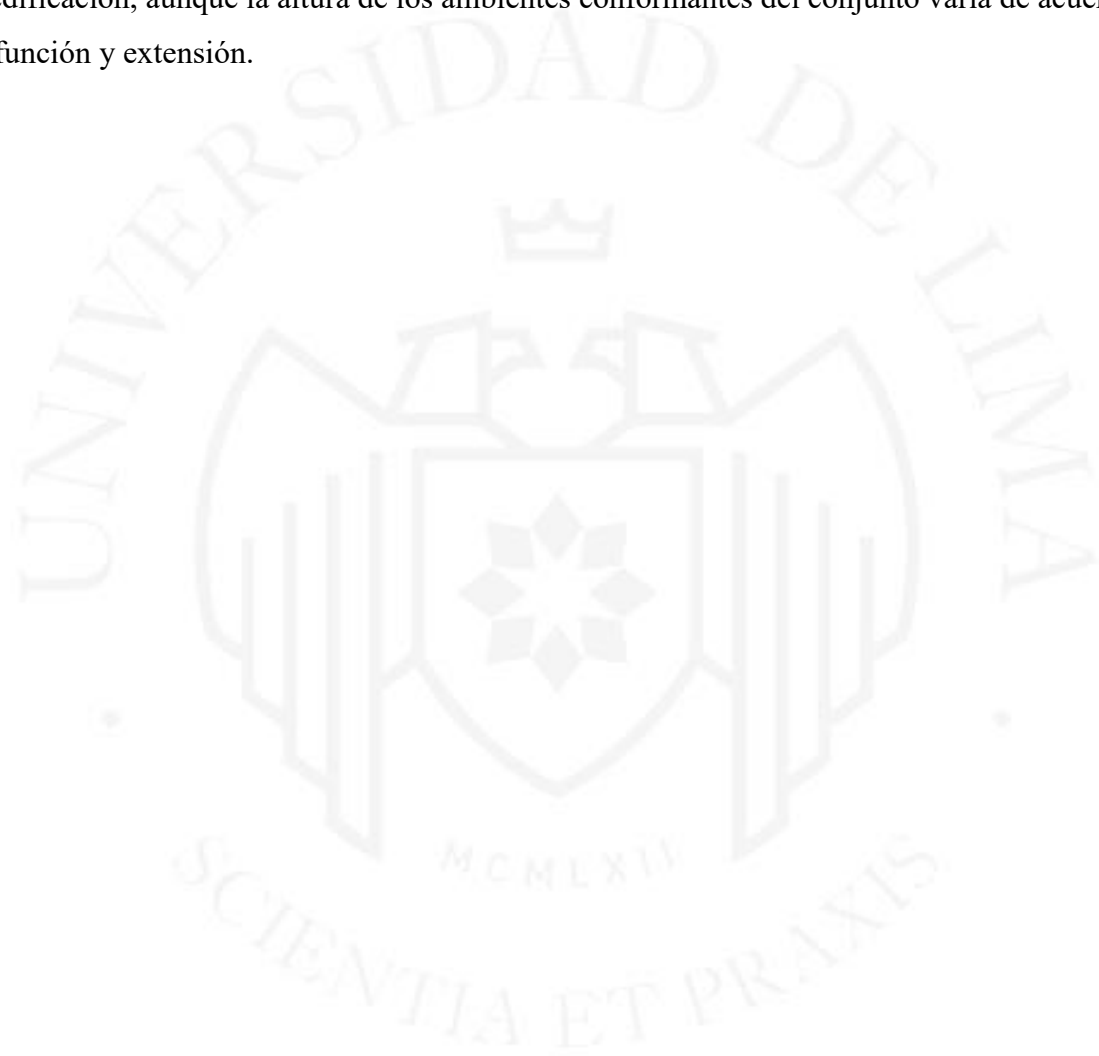 edificación, aunque la altura de los ambientes conformantes del conjunto varía de
función y extensión.
UNIVERSIDAD DE LIMA
MCMLXII
SCIENTIA ET PRAXIS